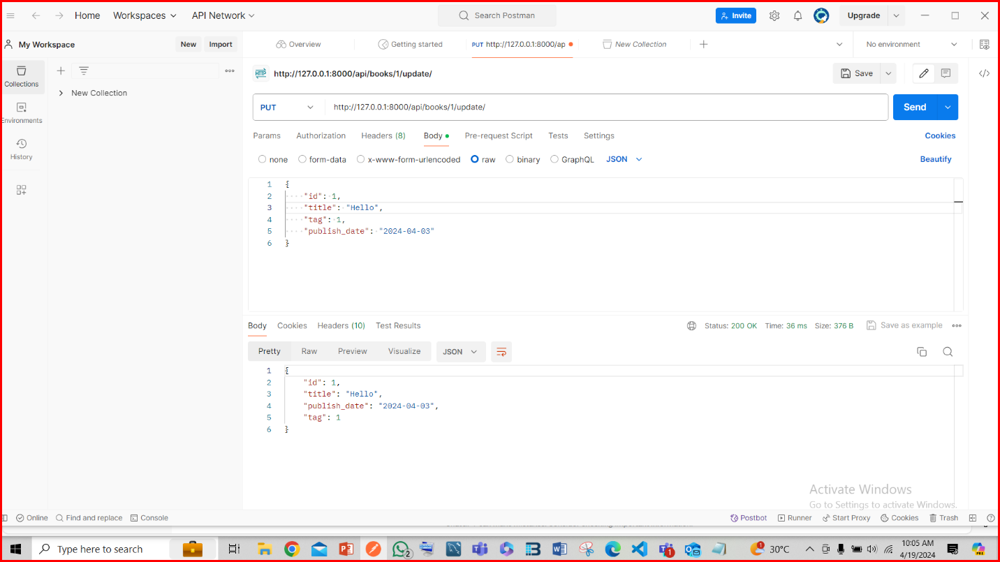 Home Workspaces API Network Search Postman Invite Upgrade
My Workspace New Import Overview Getting started PUT http://127.0.0.1:8000/ap New Collection No environment
Collections
New Collection
Environments
History
http://127.0.0.1:8000/api/books/1/update/ Save
PUT http://127.0.0.1:8000/api/books/1/update/ Send
Params Authorization Headers (8) Body Pre-request Script Tests Settings Cookies
none form-data x-www-form-urlencoded raw binary GraphQL JSON Beautify
1 {
2 "id": 1,
3 "title": "Hello",
4 "tag": 1,
5 "publish_date": "2024-04-03"
6 }
Body Cookies Headers (10) Test Results Status: 200 OK Time: 36 ms Size: 376 B Save as example
Pretty Raw Preview Visualize JSON
1 {
2 "id": 1,
3 "title": "Hello",
4 "publish_date": "2024-04-03",
5 "tag": 1
6 }
Activate Windows
Go to Settings to activate Windows.
Online Find and replace Console Postbot Runner Start Proxy Cookies Trash
Type here to search 30°C 10:05 AM
4/19/2024